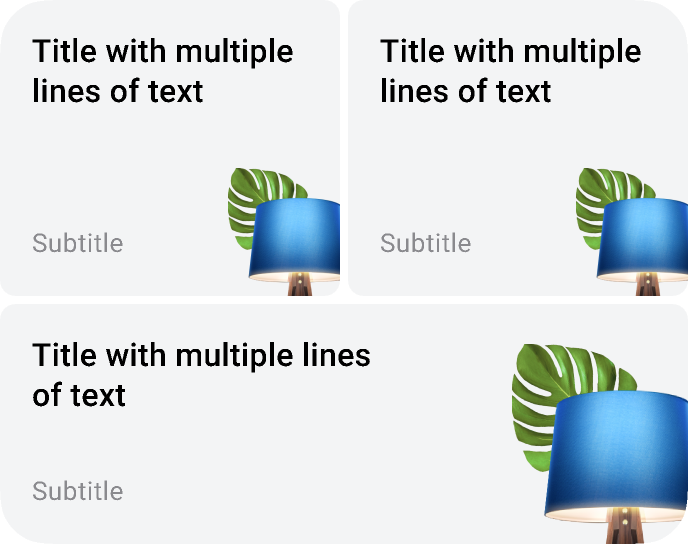 Title with multiple
lines of text
Subtitle
Title with multiple
lines of text
Subtitle
Title with multiple lines
of text
Subtitle